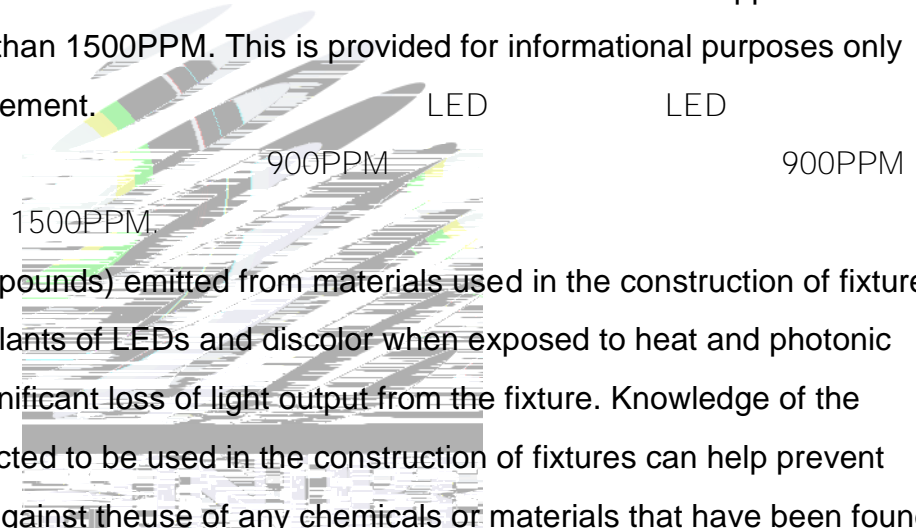 than 1500PPM. This is provided for informational purposes only
ement. LED LED
900PPM 900PPM
1500PPM.
pounds) emitted from materials used in the construction of fixture
lants of LEDs and discolor when exposed to heat and photonic
nificant loss of light output from the fixture. Knowledge of the
cted to be used in the construction of fixtures can help prevent
gainst theuse of any chemicals or materials that have been foun